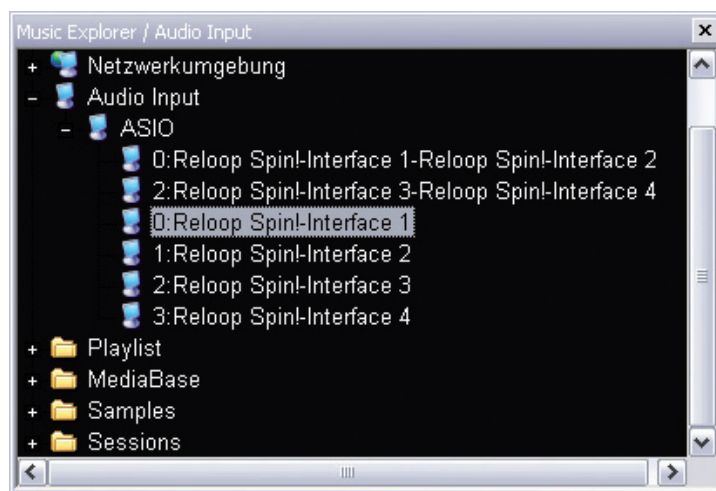 Music Explorer / Audio Input
Netzwerkumgebung
Audio Input
ASIO
0:Reloop Spin!-Interface 1-Reloop Spin!-Interface 2
2:Reloop Spin!-Interface 3-Reloop Spin!-Interface 4
0:Reloop Spin!-Interface 1
1:Reloop Spin!-Interface 2
2:Reloop Spin!-Interface 3
3:Reloop Spin!-Interface 4
Playlist
MediaBase
Samples
Sessions